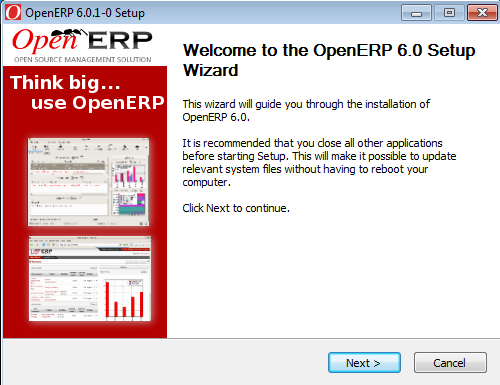 OpenERP 6.0.1-0 Setup
Open ERP
OPEN SOURCE MANAGEMENT SOLUTION
Think big...
use OpenERP
Welcome to the OpenERP 6.0 Setup
Wizard
This wizard will guide you through the installation of
OpenERP 6.0.
It is recommended that you close all other applications
before starting Setup. This will make it possible to update
relevant system files without having to reboot your
computer.
Click Next to continue.
Next >
Cancel